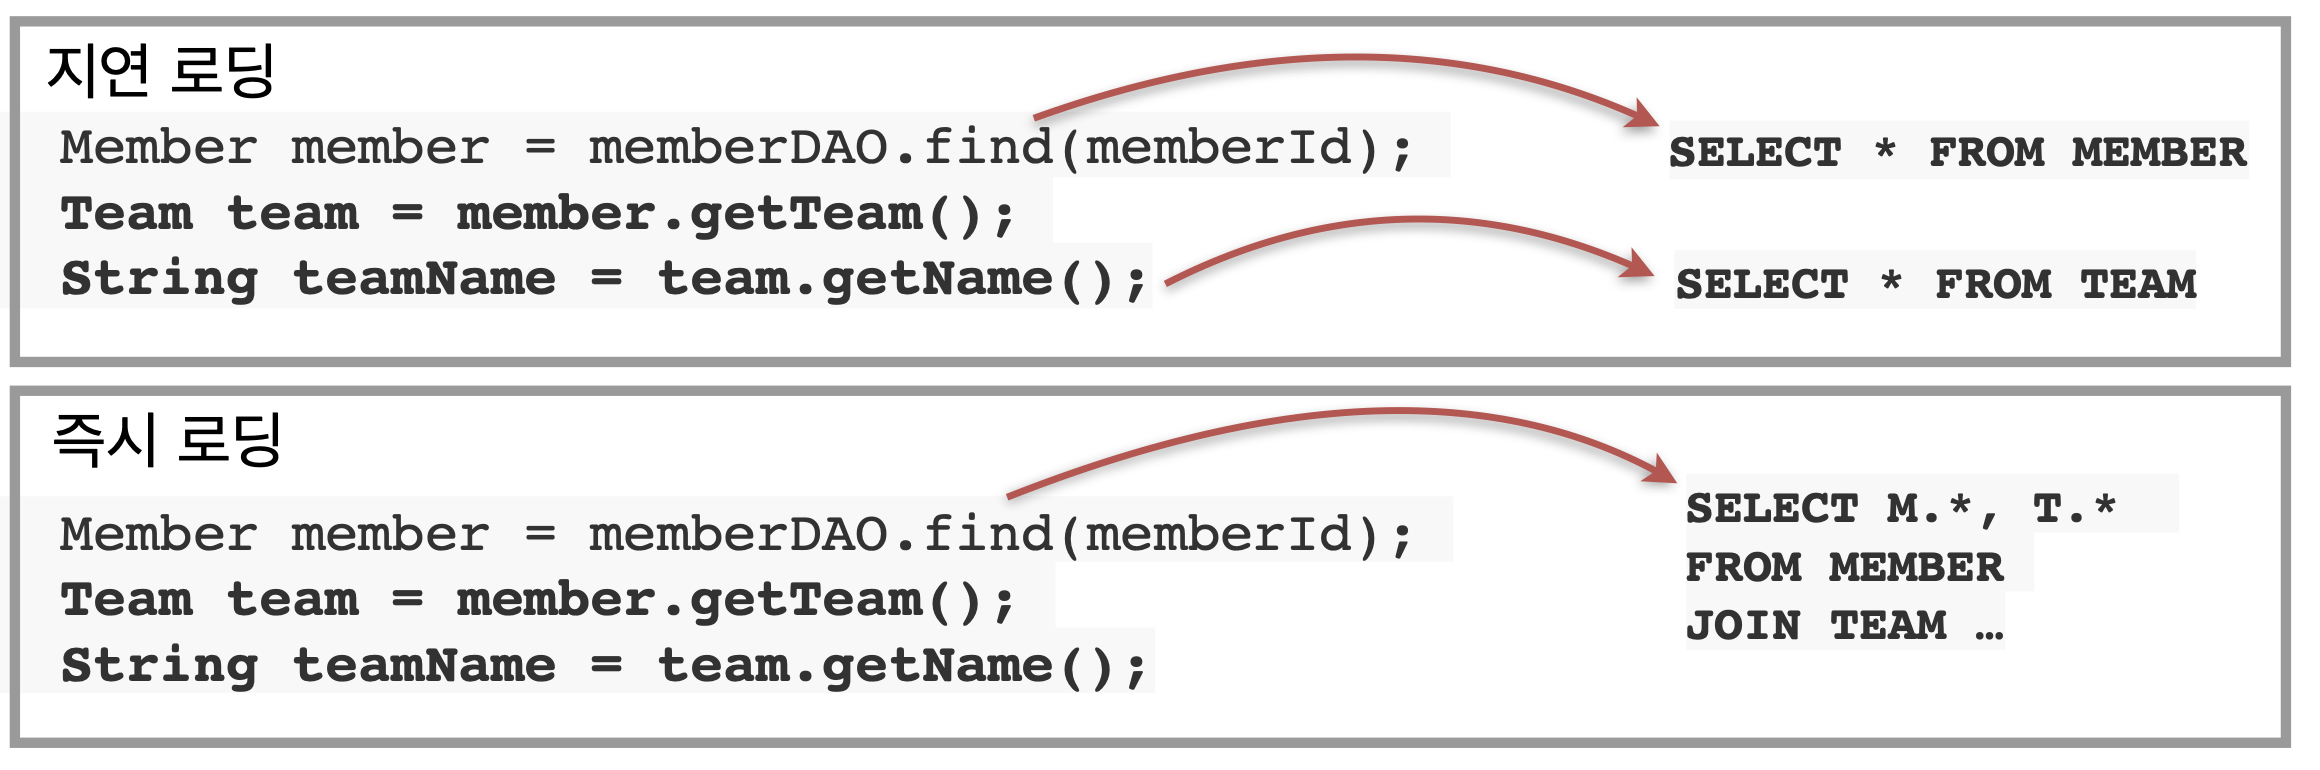 지연 로딩
Member member = memberDAO.find(memberId);
SELECT * FROM MEMBER
Team team = member.getTeam();
String teamName = team.getName();
SELECT * FROM TEAM
즉시 로딩
Member member = memberDAO.find(memberId);
Team team = member.getTeam();
String teamName = team.getName();
SELECT M.*, T.*
FROM MEMBER
JOIN TEAM …